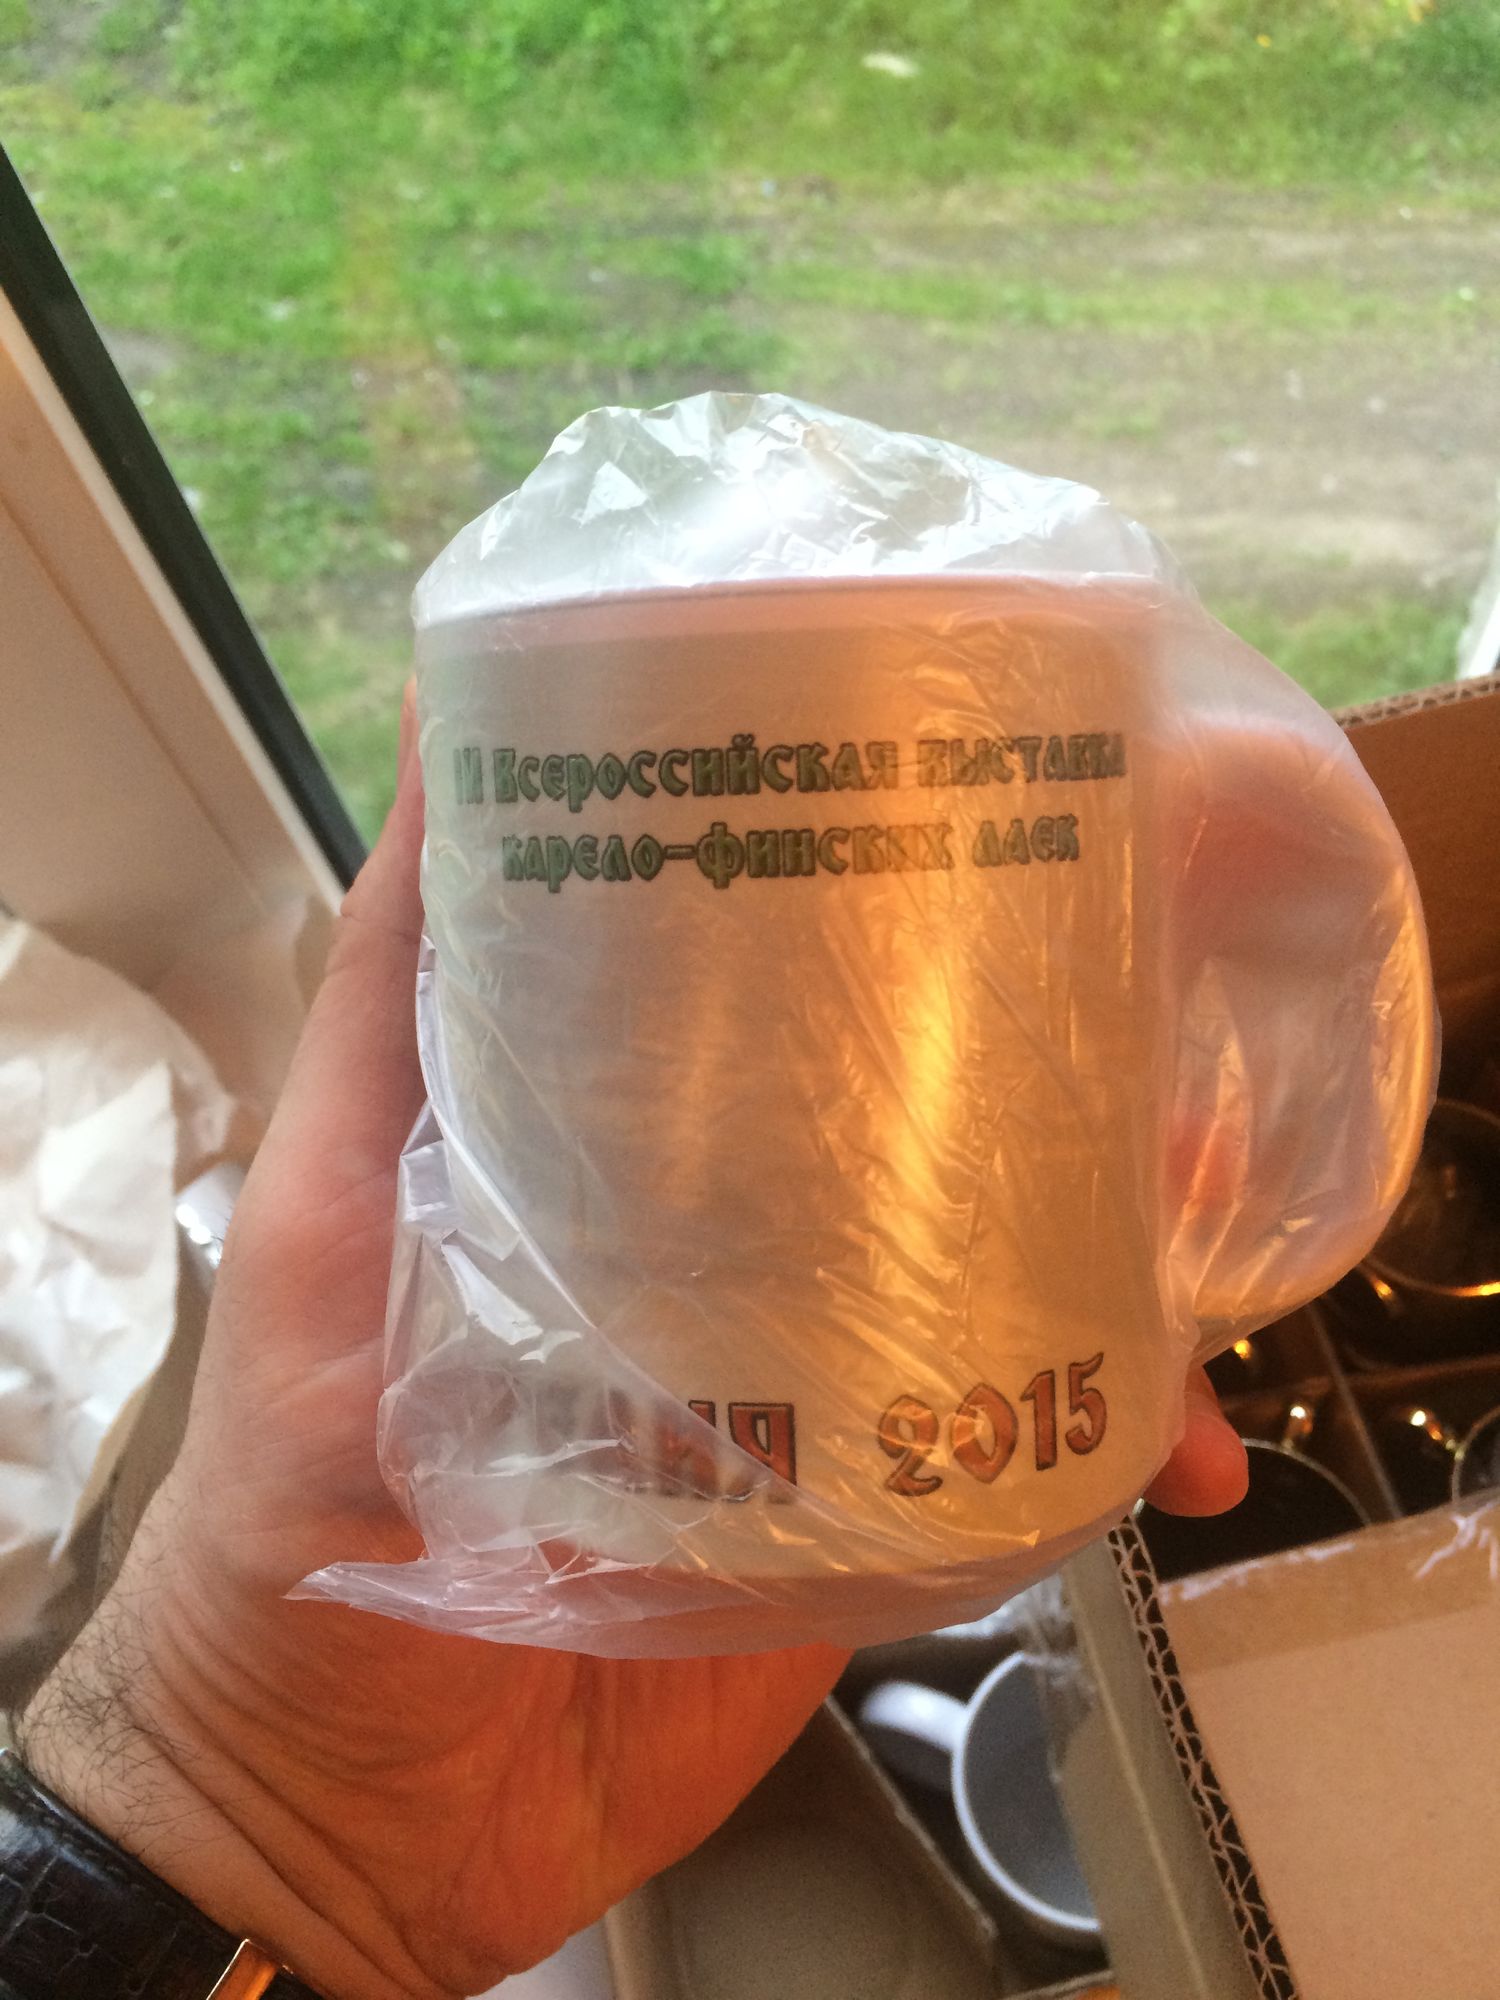 Всероссийская выставка
карело-финских лаек
2015